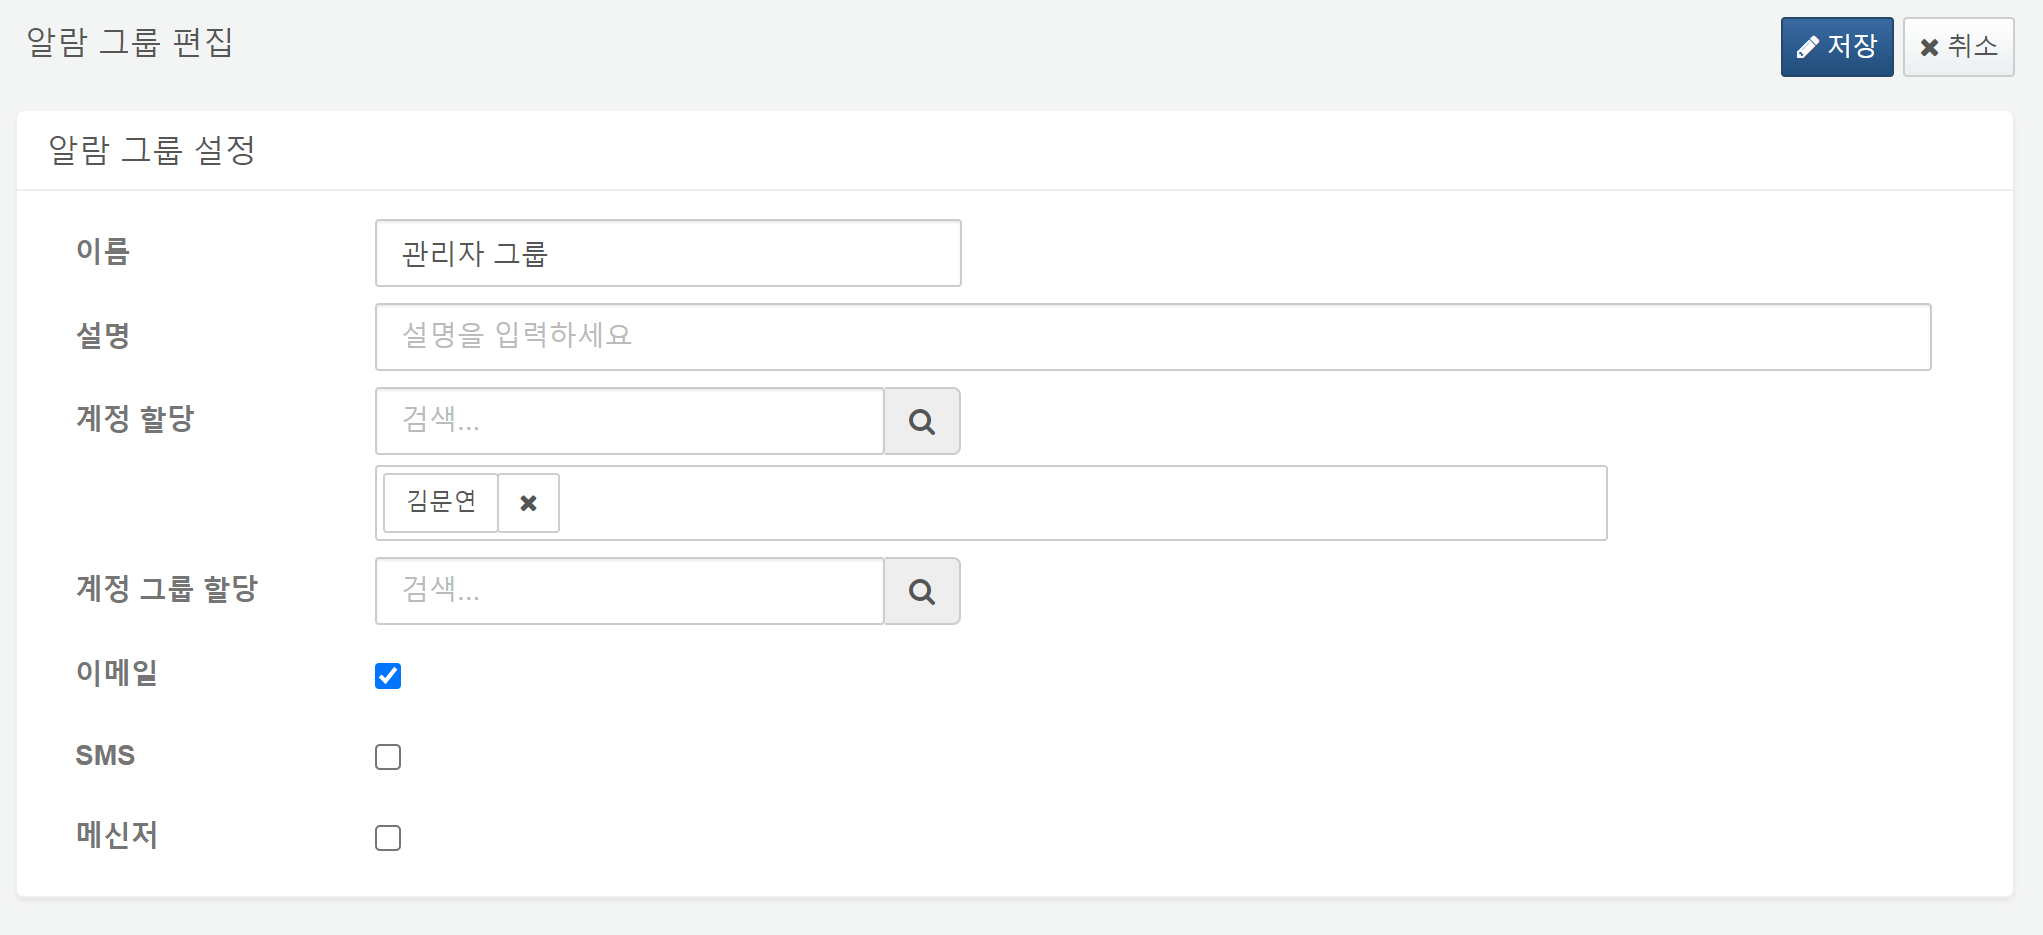 알람 그룹 편집
저장
취소
알람 그룹 설정
이름
관리자 그룹
설명
설명을 입력하세요
계정 할당
검색...
김문연
계정 그룹 할당
검색...
이메일
SMS
메신저